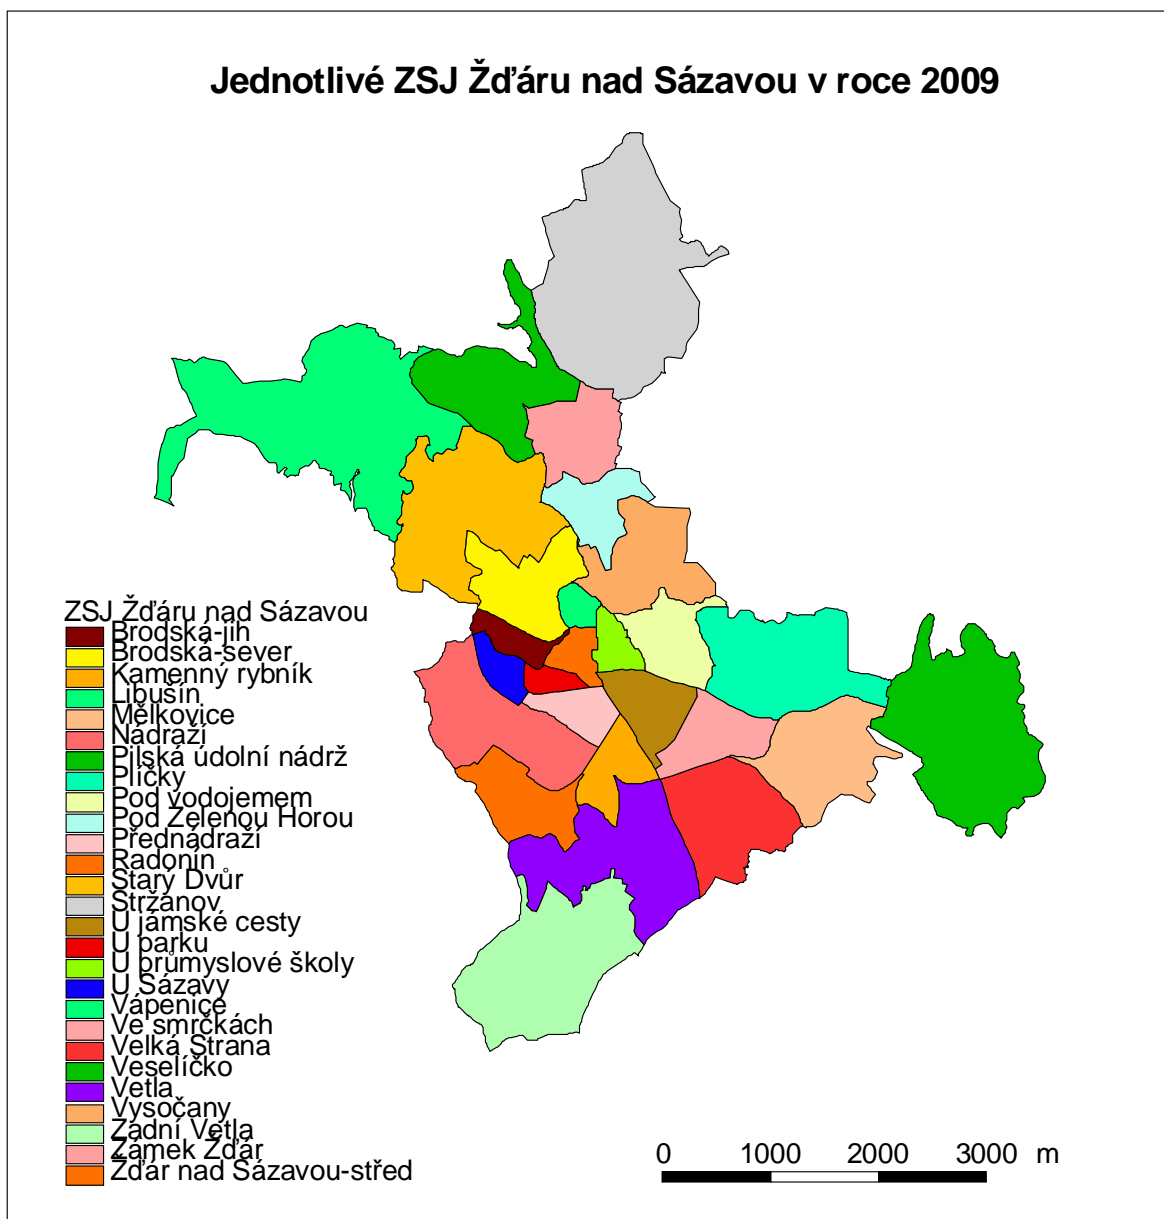 Jednotlivé ZSJ Žďáru nad Sázavou v roce 2009
ZSJ Žďáru nad Sázavou
Brodská-jih
Brodská-sever
Kamenný rybník
Libušín
Mělkovice
Nádraží
Pilská údolní nádrž
Plíčky
Pod vodojemem
Pod Zelenou Horou
Přednádraží
Radonín
Starý Dvůr
Stržanov
U jamské cesty
U parku
U průmyslové školy
U Sázavy
Vápenice
Ve smrčkách
Velká Strana
Veselíčko
Vetla
Vysočany
Zadní Vetla
Zámek Žďár
Žďár nad Sázavou-střed
0 1000 2000 3000 m